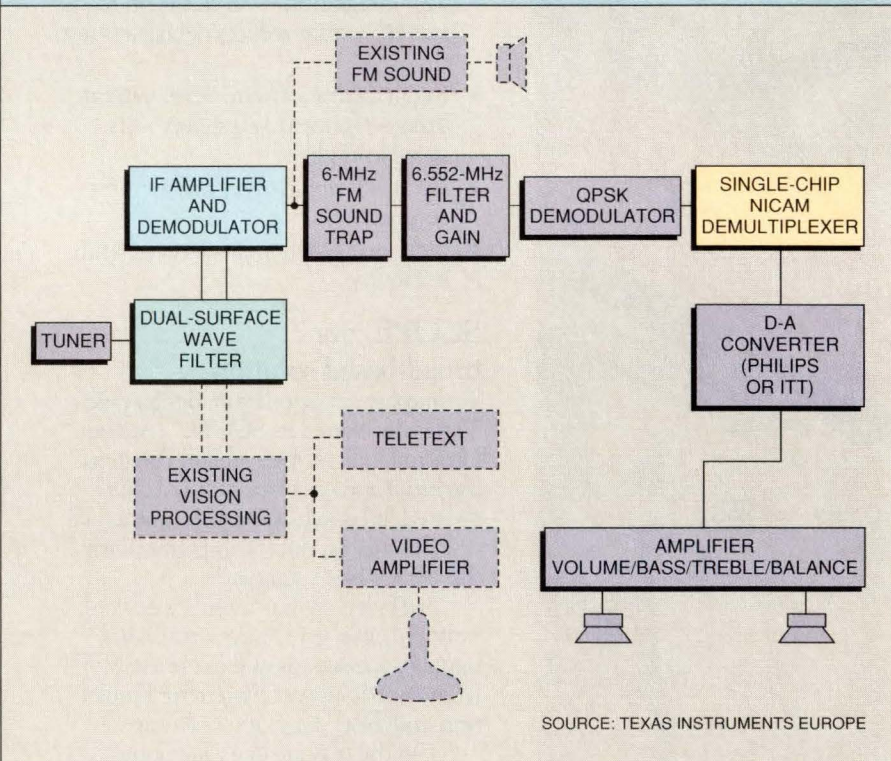 EXISTING
FM SOUND
IF AMPLIFIER
AND
DEMODULATOR
6-MHz
FM
SOUND
TRAP
6.552-MHz
FILTER
AND
GAIN
QPSK
DEMODULATOR
SINGLE-CHIP
NICAM
DEMULTIPLEXER
TUNER
DUAL-SURFACE
WAVE
FILTER
D-A
CONVERTER
(PHILIPS
OR ITT)
TELETEXT
EXISTING
VISION
PROCESSING
VIDEO
AMPLIFIER
AMPLIFIER
VOLUME/BASS/TREBLE/BALANCE
SOURCE: TEXAS INSTRUMENTS EUROPE